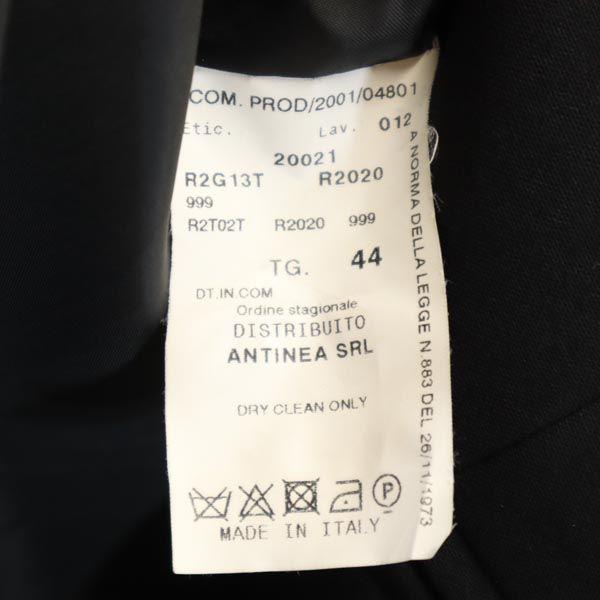 COM. PROD/2001/04801
Etic. Lav. 012
20021
R2G13T R2020
999
R2T02T R2020 999
TG. 44
DT.IN.COM
Ordine stagionale
DISTRIBUITO
ANTINEA SRL
DRY CLEAN ONLY
P
MADE IN ITALY
A NORMA DELLA LEGGE N.883 DEL 26/11/1973